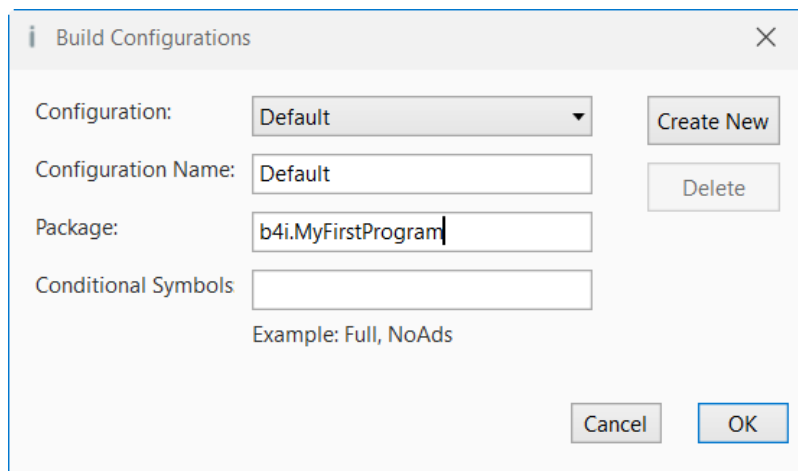 Build Configurations
Configuration: Default Create New
Configuration Name: Default Delete
Package: b4i.MyFirstProgram
Conditional Symbols
Example: Full, NoAds
Cancel OK